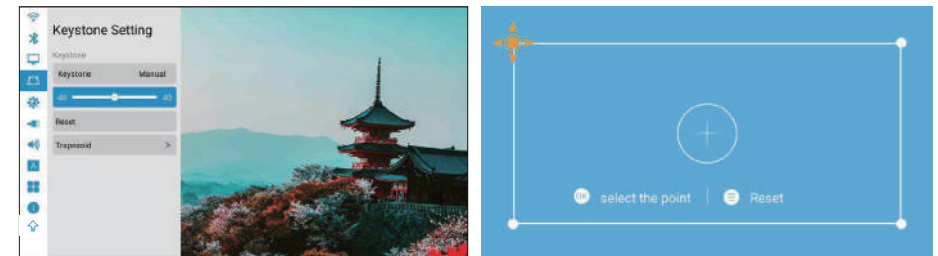 Keystone Setting
Keystone
Keystone Manual
-40 40
Reset
Trapezoid >
A
OK select the point | Reset